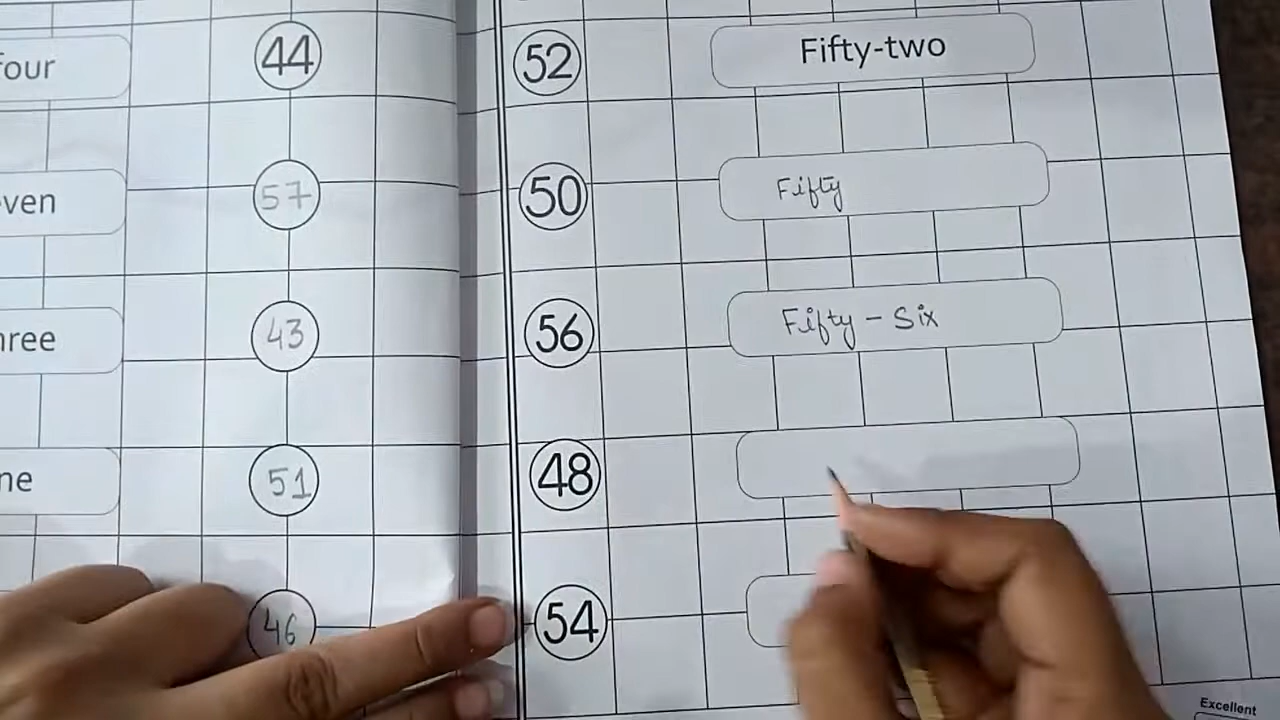 four
44
ven
57
hree
43
ne
51
46
52
Fifty-two
50
Fifty
56
Fifty - Six
48
54
Excellent